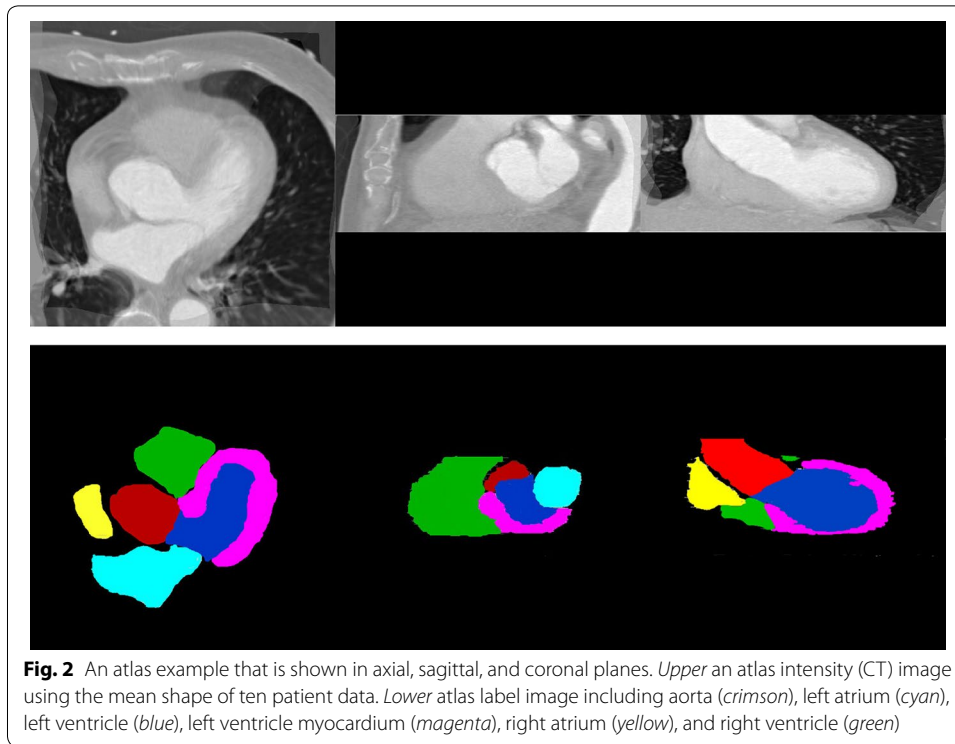 Fig. 2 An atlas example that is shown in axial, sagittal, and coronal planes. Upper an atlas intensity (CT) image
using the mean shape of ten patient data. Lower atlas label image including aorta (crimson), left atrium (cyan),
left ventricle (blue), left ventricle myocardium (magenta), right atrium (yellow), and right ventricle (green)